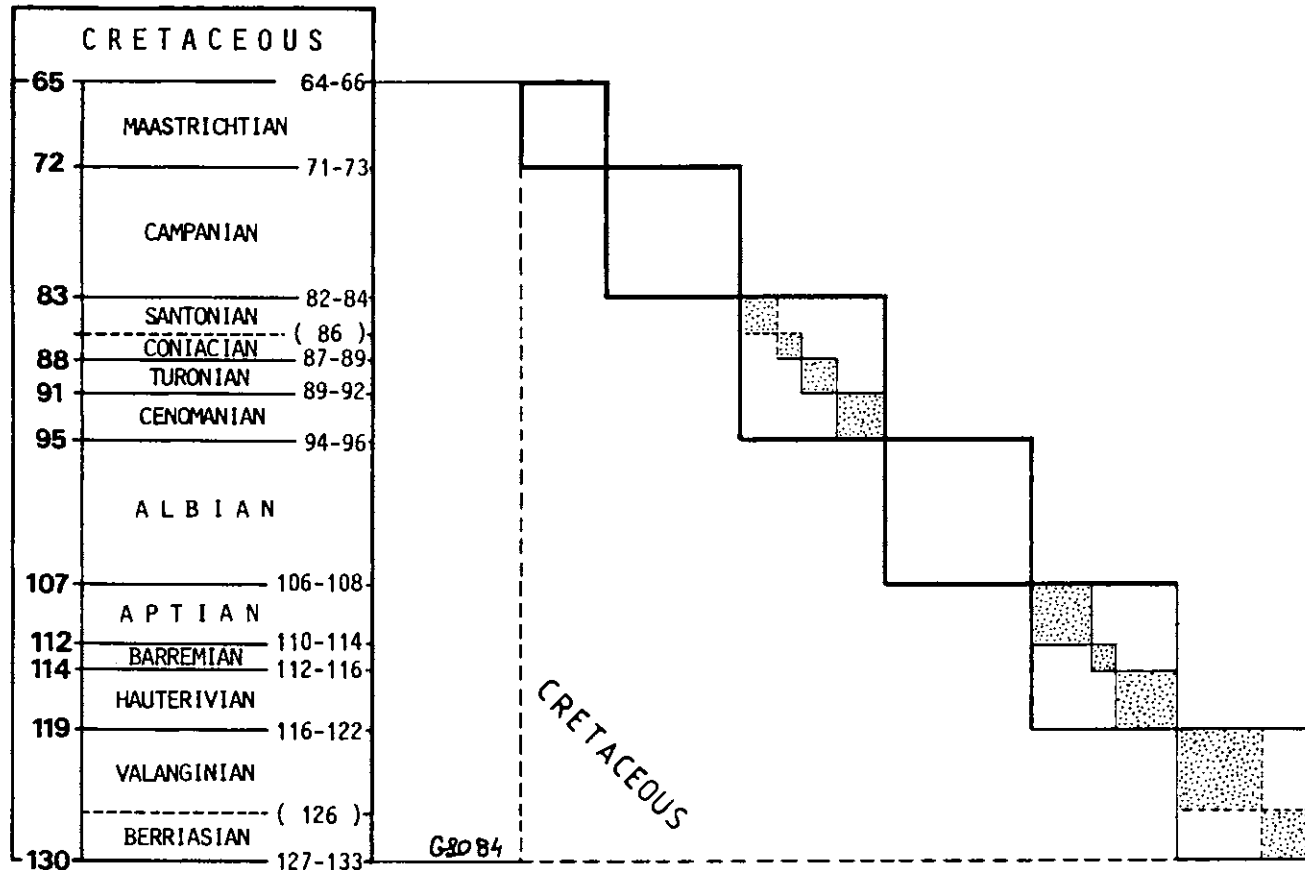 CRETACEOUS
65 64-66
MAASTRICHTIAN
72 71-73
CAMPANIAN
83 82-84
SANTONIAN
( 86 )
CONIACIAN
88 87-89
TURONIAN
91 89-92
CENOMANIAN
95 94-96
ALBIAN
107 106-108
APTIAN
112 110-114
BARREMIAN
114 112-116
HAUTERIVIAN
119 116-122
VALANGINIAN
( 126 )
BERRIASIAN
130 127-133
CRETACEOUS